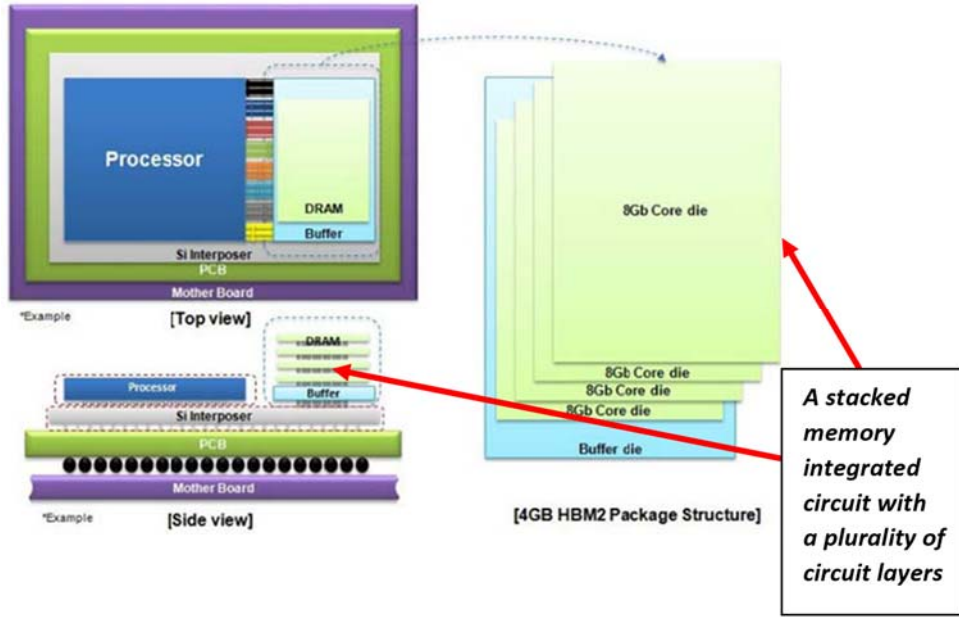 Processor
DRAM
Buffer
Si Interposer
PCB
Mother Board
*Example
[Top view]
DRAM
Processor
Buffer
Si Interposer
PCB
Mother Board
*Example
[Side view]
8Gb Core die
8Gb Core die
8Gb Core die
8Gb Core die
Buffer die
[4GB HBM2 Package Structure]
A stacked
memory
integrated
circuit with
a plurality of
circuit layers